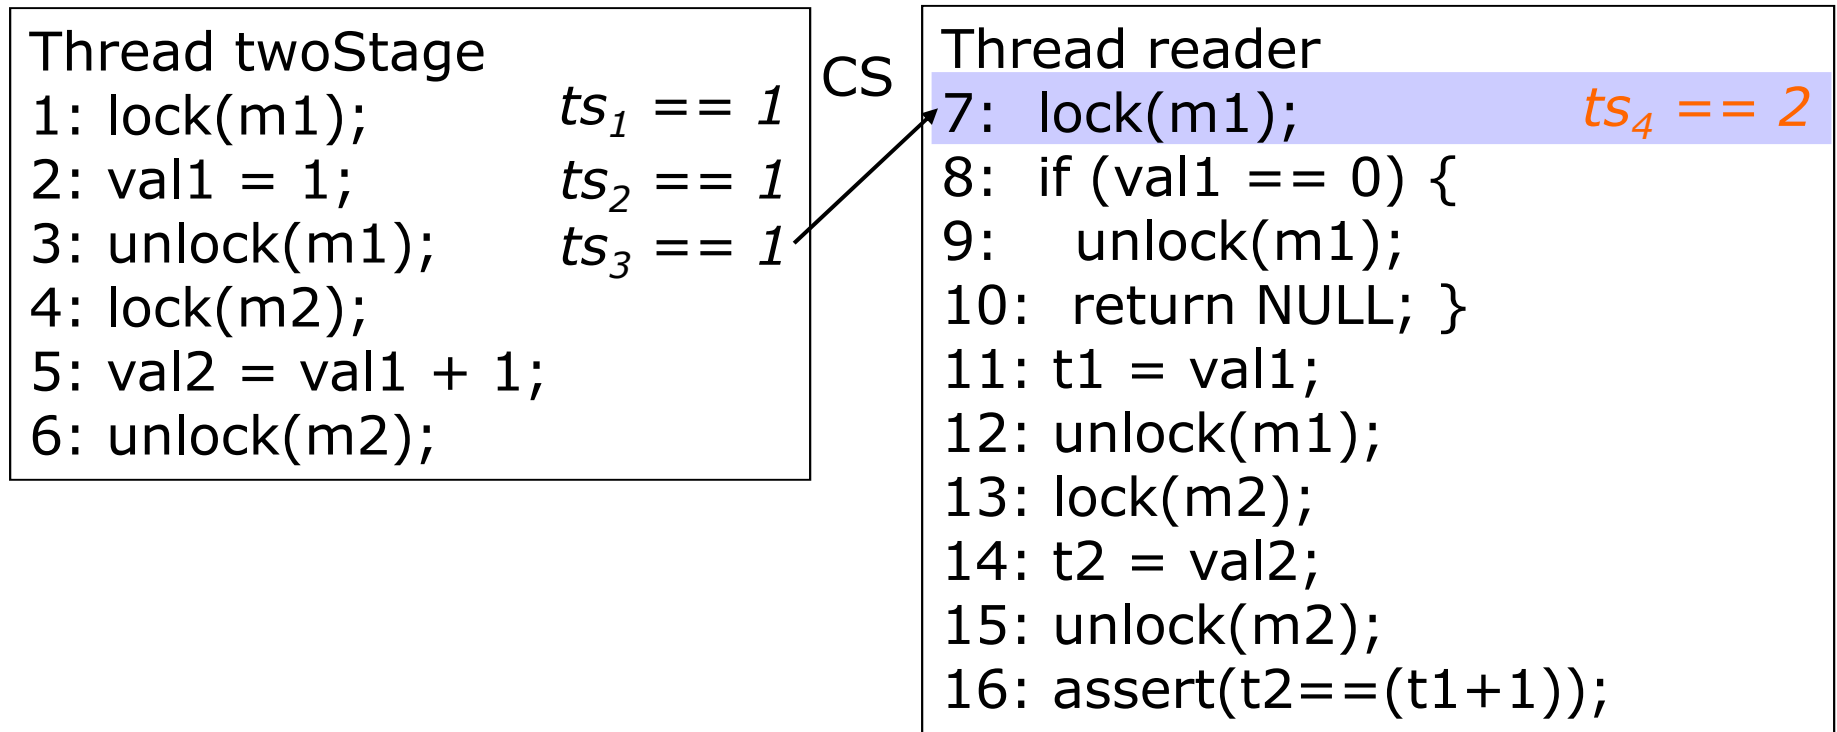 Thread twoStage
1: lock(m1); ts₁ == 1
2: val1 = 1; ts₂ == 1
3: unlock(m1); ts₃ == 1
4: lock(m2);
5: val2 = val1 + 1;
6: unlock(m2);
CS
Thread reader
7: lock(m1); ts₄ == 2
8: if (val1 == 0) {
9: unlock(m1);
10: return NULL; }
11: t1 = val1;
12: unlock(m1);
13: lock(m2);
14: t2 = val2;
15: unlock(m2);
16: assert(t2==(t1+1));